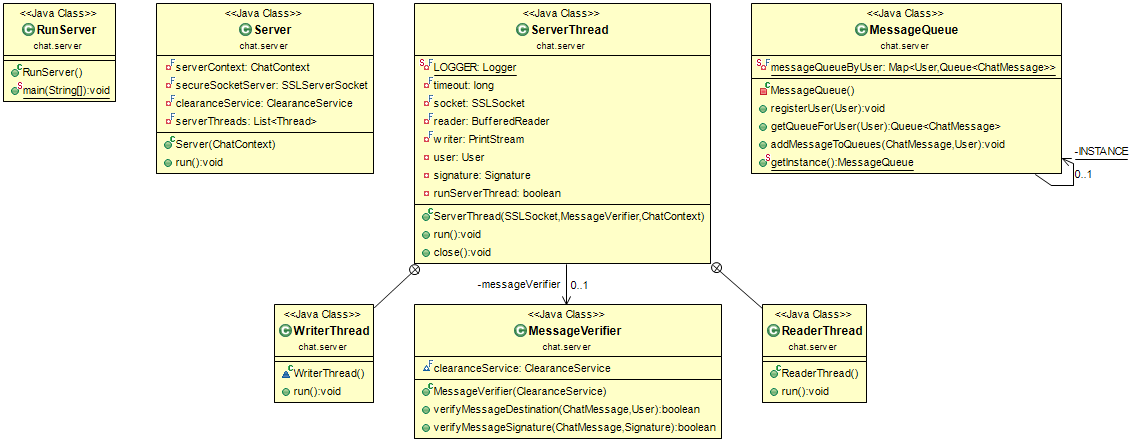 <<Java Class>>
RunServer
chat.server
RunServer()
main(String[]):void
<<Java Class>>
Server
chat.server
serverContext: ChatContext
secureSocketServer: SSLServerSocket
clearanceService: ClearanceService
serverThreads: List<Thread>
Server(ChatContext)
run():void
<<Java Class>>
ServerThread
chat.server
LOGGER: Logger
timeout: long
socket: SSLSocket
reader: BufferedReader
writer: PrintStream
user: User
signature: Signature
runServerThread: boolean
ServerThread(SSLSocket,MessageVerifier,ChatContext)
run():void
close():void
<<Java Class>>
MessageQueue
chat.server
messageQueueByUser: Map<User,Queue<ChatMessage>>
MessageQueue()
registerUser(User):void
getQueueForUser(User):Queue<ChatMessage>
addMessageToQueues(ChatMessage,User):void
getInstance():MessageQueue
-INSTANCE
0..1
-messageVerifier
0..1
<<Java Class>>
WriterThread
chat.server
WriterThread()
run():void
<<Java Class>>
MessageVerifier
chat.server
clearanceService: ClearanceService
MessageVerifier(ClearanceService)
verifyMessageDestination(ChatMessage,User):boolean
verifyMessageSignature(ChatMessage,Signature):boolean
<<Java Class>>
ReaderThread
chat.server
ReaderThread()
run():void